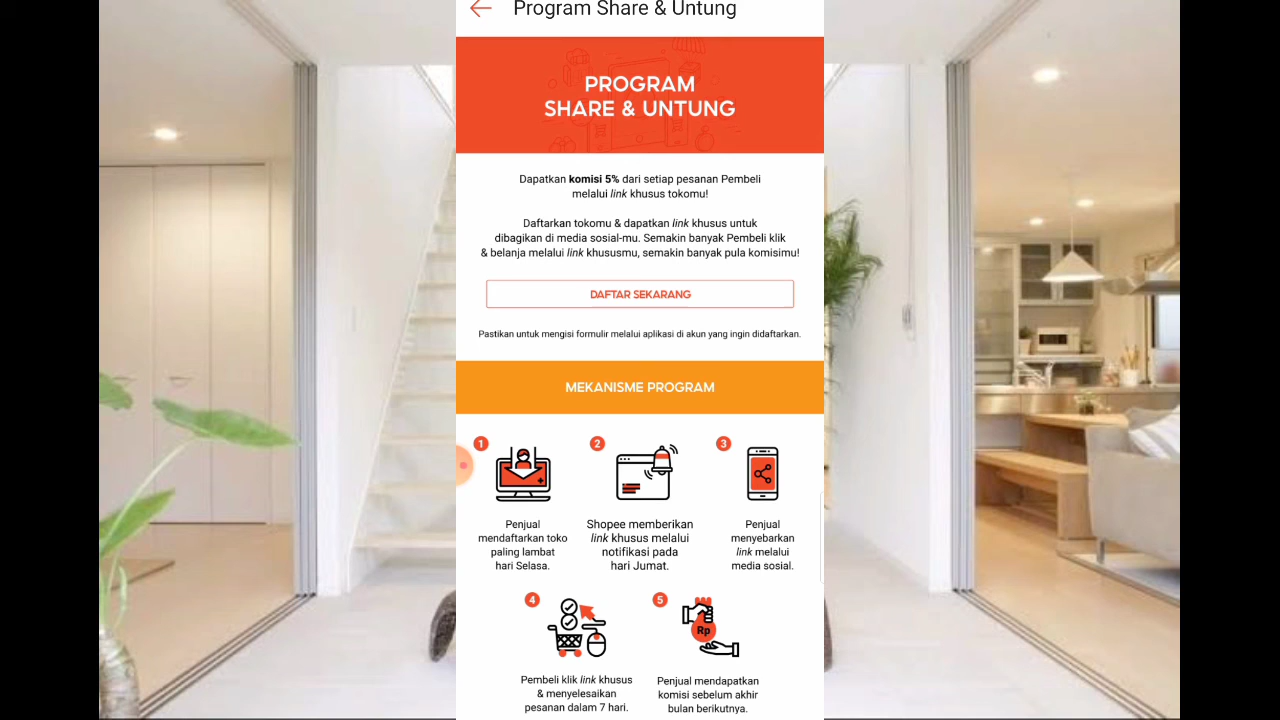 Program Share & Untung
PROGRAM
SHARE & UNTUNG
Dapatkan komisi 5% dari setiap pesanan Pembeli
melalui link khusus tokomu!
Daftarkan tokomu & dapatkan link khusus untuk
dibagikan di media sosial-mu. Semakin banyak Pembeli klik
& belanja melalui link khususmu, semakin banyak pula komisimu!
DAFTAR SEKARANG
Pastikan untuk mengisi formulir melalui aplikasi di akun yang ingin didaftarkan.
MEKANISME PROGRAM
1
Penjual
mendaftarkan toko
paling lambat
hari Selasa.
2
Shopee memberikan
link khusus melalui
notifikasi pada
hari Jumat.
3
Penjual
menyebarkan
link melalui
media sosial.
4
Pembeli klik link khusus
& menyelesaikan
pesanan dalam 7 hari.
5
Rp
Penjual mendapatkan
komisi sebelum akhir
bulan berikutnya.